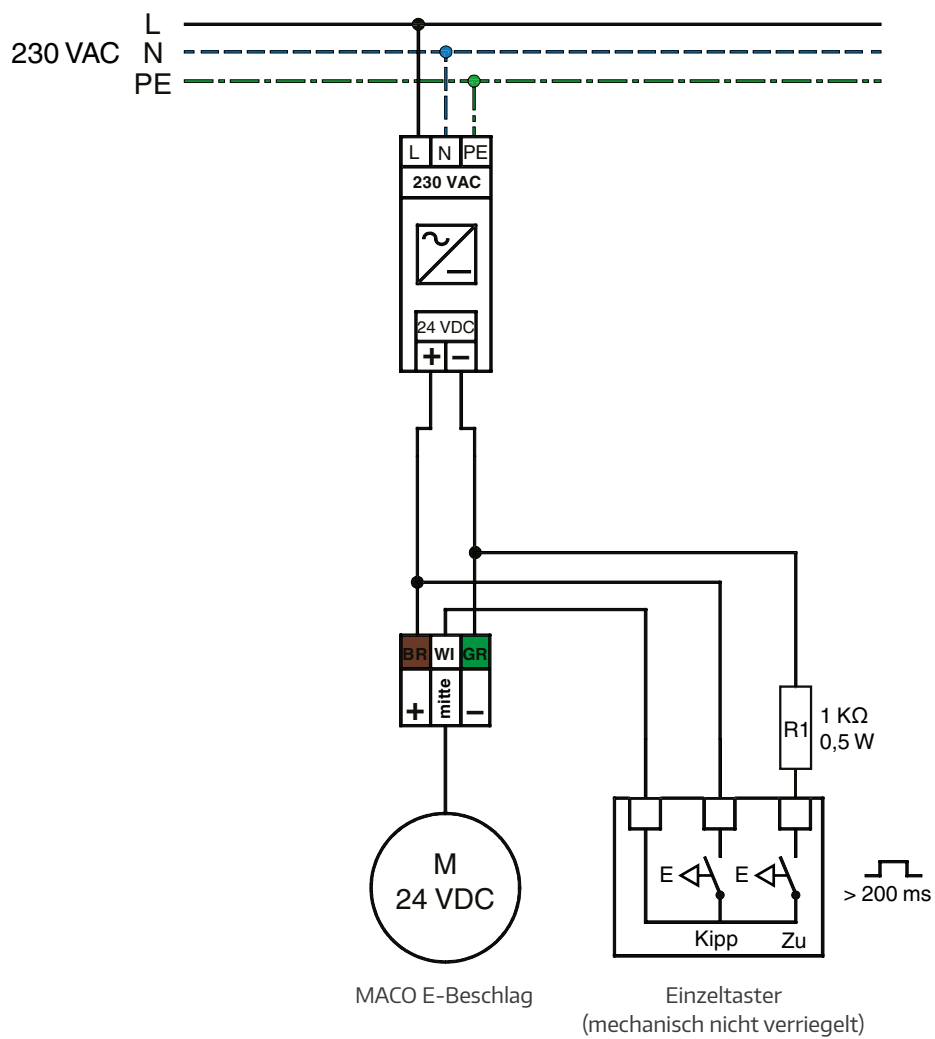 L
230 VAC N
PE
L N PE
230 VAC
24 VDC
+ −
BR WI GR
+ mitte −
R1
1 KΩ
0,5 W
M
24 VDC
E E
> 200 ms
Kipp Zu
MACO E-Beschlag
Einzeltaster
(mechanisch nicht verriegelt)